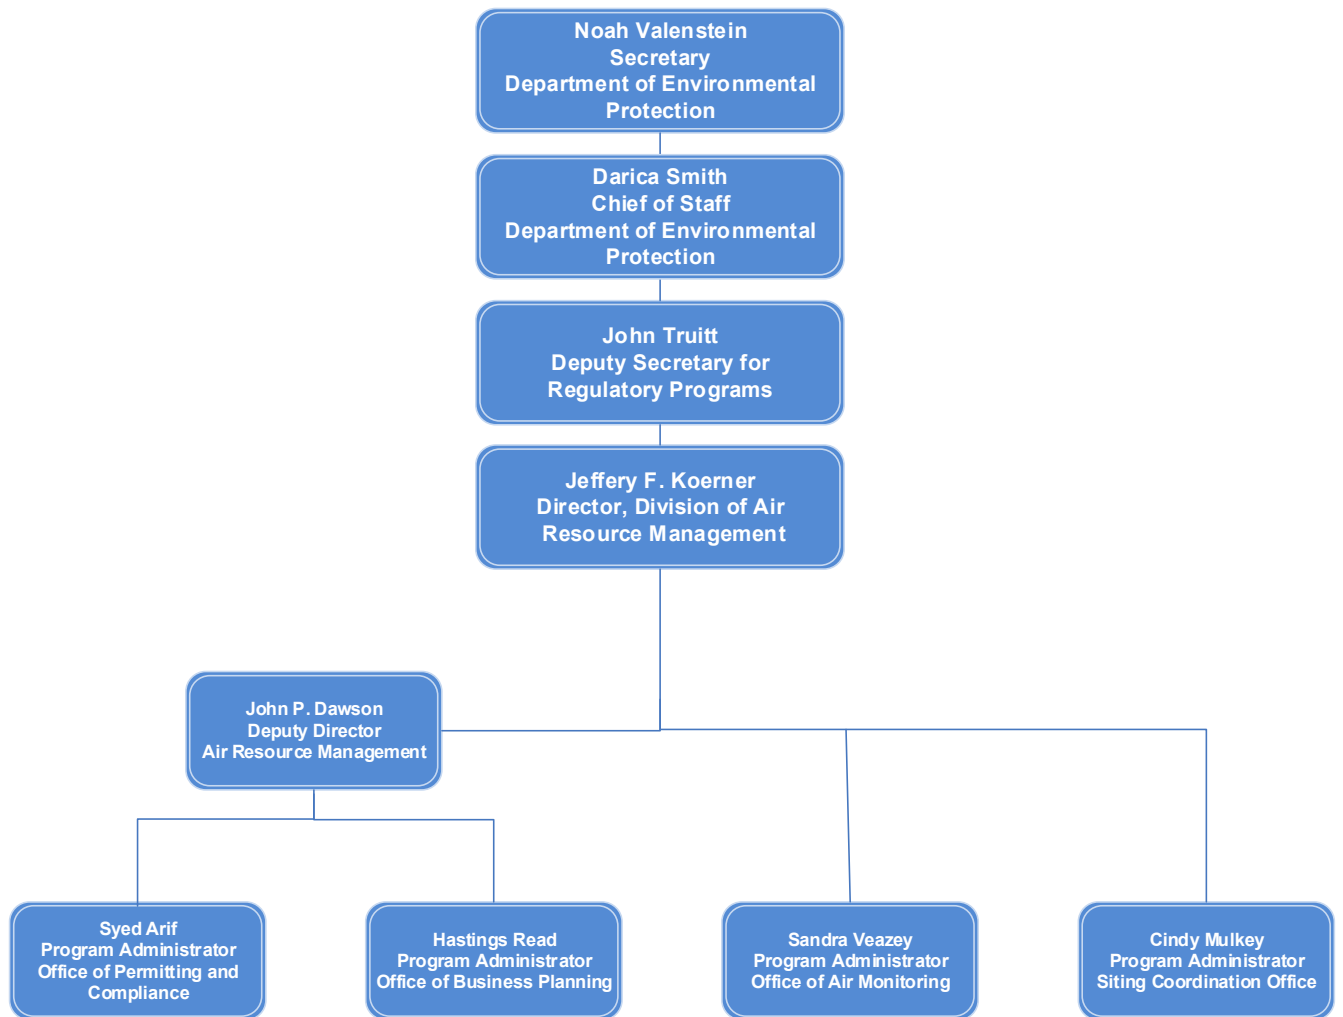 Noah Valenstein
Secretary
Department of Environmental
Protection
Darica Smith
Chief of Staff
Department of Environmental
Protection
John Truitt
Deputy Secretary for
Regulatory Programs
Jeffery F. Koerner
Director, Division of Air
Resource Management
John P. Dawson
Deputy Director
Air Resource Management
Syed Arif
Program Administrator
Office of Permitting and
Compliance
Hastings Read
Program Administrator
Office of Business Planning
Sandra Veazey
Program Administrator
Office of Air Monitoring
Cindy Mulkey
Program Administrator
Siting Coordination Office